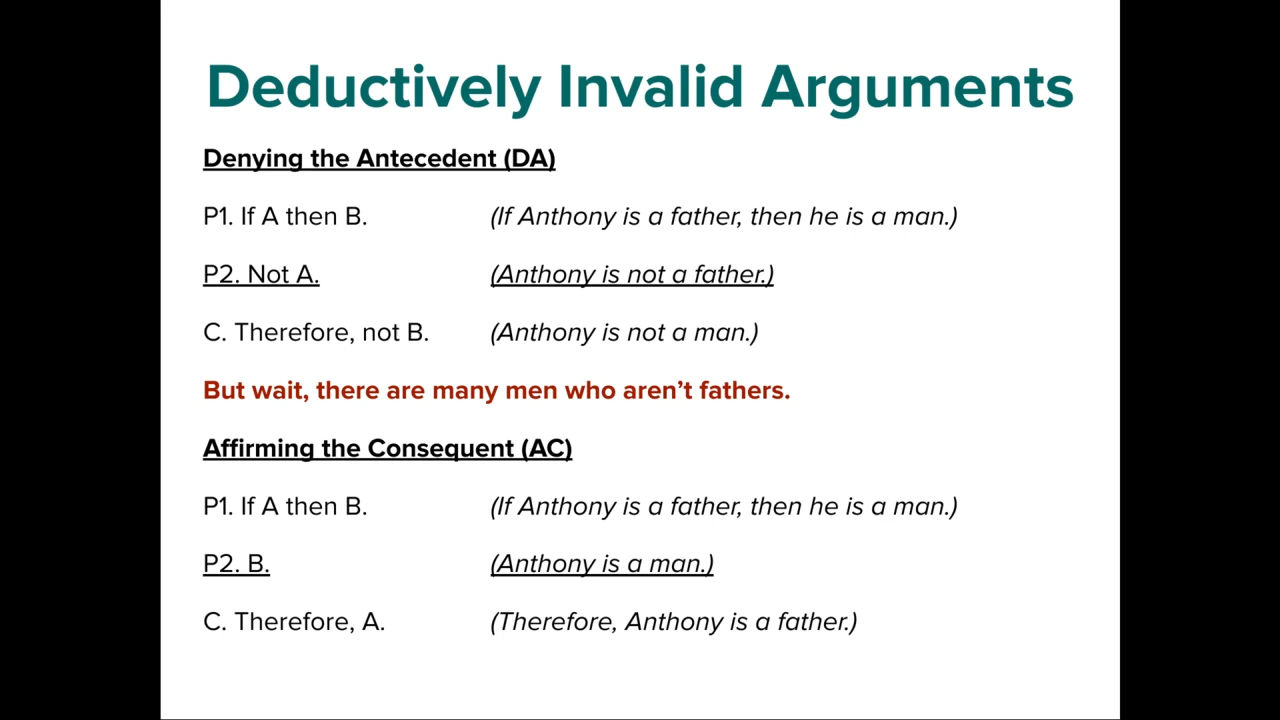 Deductively Invalid Arguments
Denying the Antecedent (DA)
P1. If A then B. (If Anthony is a father, then he is a man.)
P2. Not A. (Anthony is not a father.)
C. Therefore, not B. (Anthony is not a man.)
But wait, there are many men who aren’t fathers.
Affirming the Consequent (AC)
P1. If A then B. (If Anthony is a father, then he is a man.)
P2. B. (Anthony is a man.)
C. Therefore, A. (Therefore, Anthony is a father.)